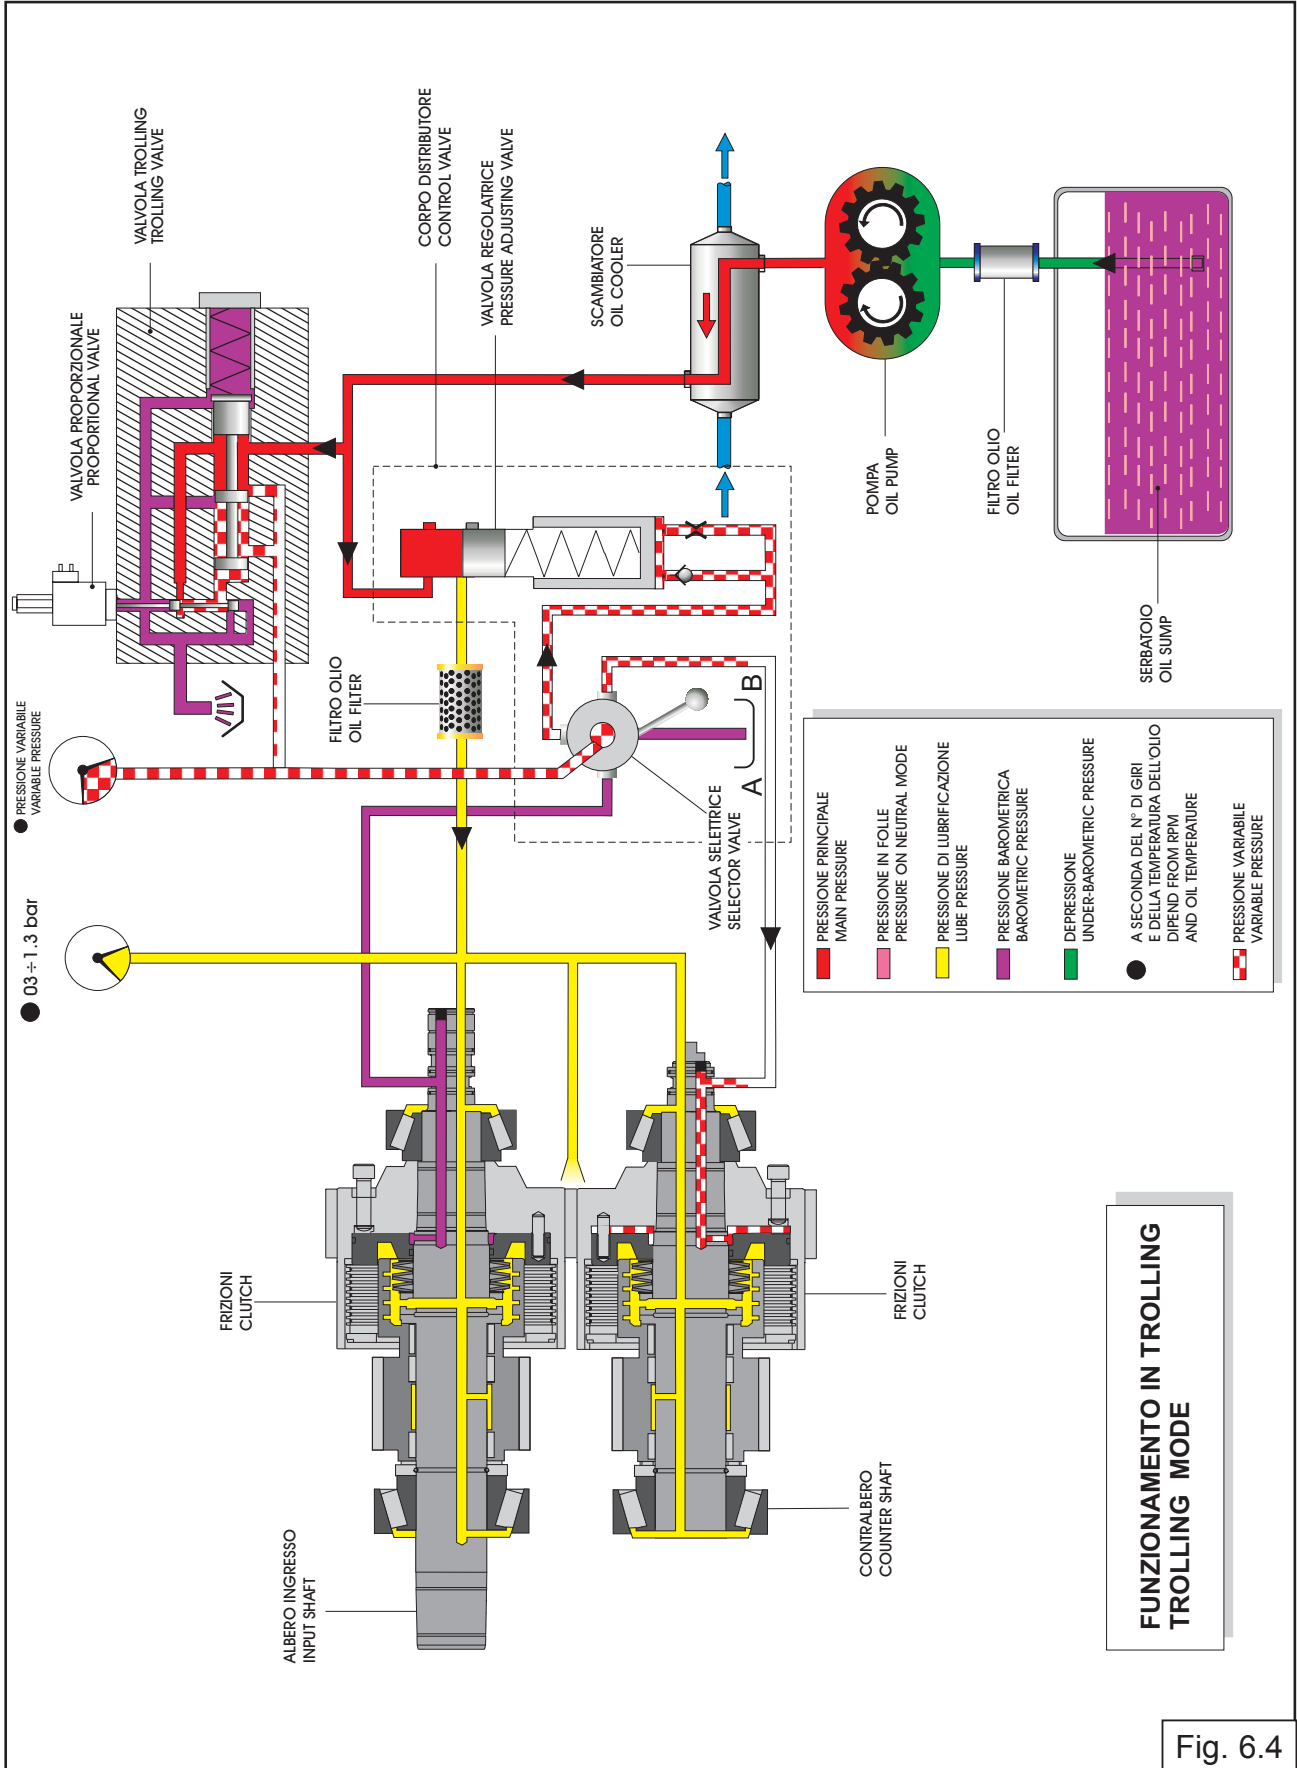 VALVOLA TROLLING
TROLLING VALVE
VALVOLA PROPORZIONALE
PROPORTIONAL VALVE
PRESSIONE VARIABILE
VARIABLE PRESSURE
03÷1.3 bar
CORPO DISTRIBUTORE
CONTROL VALVE
VALVOLA REGOLATRICE
PRESSURE ADJUSTING VALVE
SCAMBIATORE
OIL COOLER
POMPA
OIL PUMP
FILTRO OLIO
OIL FILTER
SERBATOIO
OIL SUMP
FILTRO OLIO
OIL FILTER
A
B
VALVOLA SELETTRICE
SELECTOR VALVE
FRIZIONI
CLUTCH
FRIZIONI
CLUTCH
ALBERO INGRESSO
INPUT SHAFT
CONTRALBERO
COUNTER SHAFT
PRESSIONE PRINCIPALE
MAIN PRESSURE
PRESSIONE IN FOLLE
PRESSURE ON NEUTRAL MODE
PRESSIONE DI LUBRIFICAZIONE
LUBE PRESSURE
PRESSIONE BAROMETRICA
BAROMETRIC PRESSURE
DEPRESSIONE
UNDER-BAROMETRIC PRESSURE
A SECONDA DEL N° DI GIRI
E DELLA TEMPERATURA DELL'OLIO
DIPEND FROM RPM
AND OIL TEMPERATURE
PRESSIONE VARIABILE
VARIABLE PRESSURE
FUNZIONAMENTO IN TROLLING
TROLLING MODE
Fig. 6.4